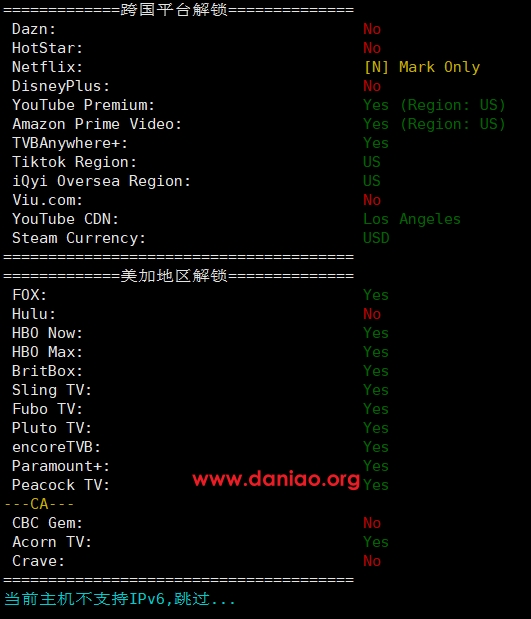 =============跨国平台解锁==============
Dazn: No
HotStar: No
Netflix: [N] Mark Only
DisneyPlus: No
YouTube Premium: Yes (Region: US)
Amazon Prime Video: Yes (Region: US)
TVBAnywhere+: Yes
Tiktok Region: US
iQyi Oversea Region: US
Viu.com: No
YouTube CDN: Los Angeles
Steam Currency: USD
=======================================
=============美加地区解锁==============
FOX: Yes
Hulu: No
HBO Now: Yes
HBO Max: Yes
BritBox: Yes
Sling TV: Yes
Fubo TV: Yes
Pluto TV: Yes
encoreTVB: Yes
Paramount+: Yes
www.daniao.org
Peacock TV: Yes
---CA---
CBC Gem: No
Acorn TV: Yes
Crave: No
=======================================
当前主机不支持IPv6,跳过...